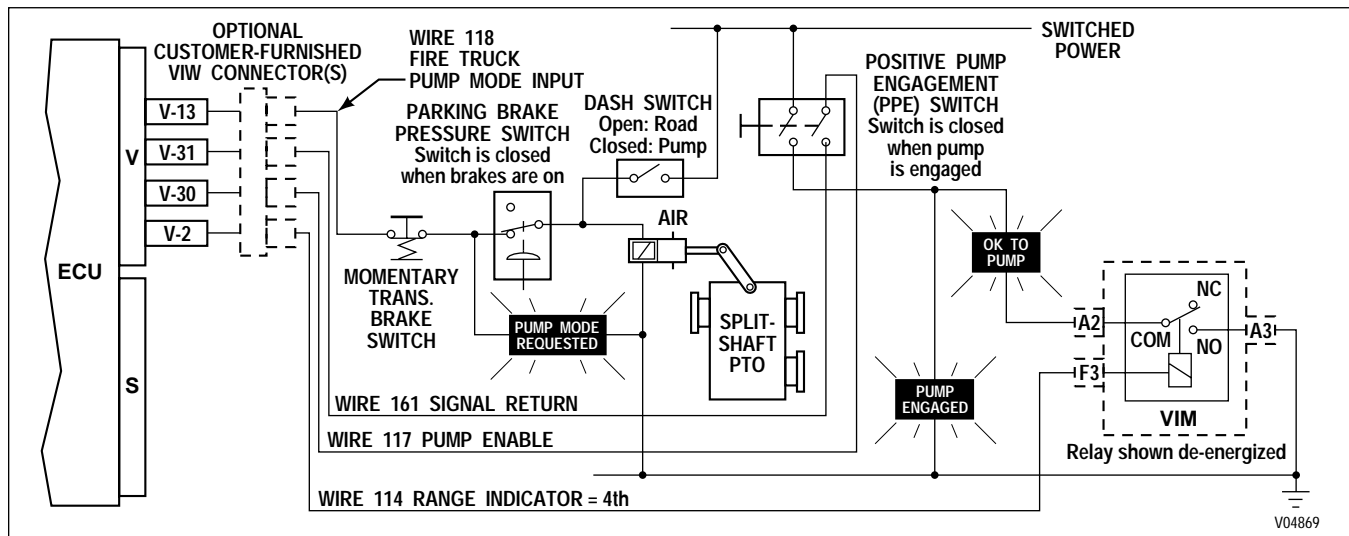 OPTIONAL
CUSTOMER-FURNISHED
VIW CONNECTOR(S)
WIRE 118
FIRE TRUCK
PUMP MODE INPUT
SWITCHED
POWER
V-13
V-31
V-30
V-2
V
ECU
S
PARKING BRAKE
PRESSURE SWITCH
Switch is closed
when brakes are on
DASH SWITCH
Open: Road
Closed: Pump
POSITIVE PUMP
ENGAGEMENT
(PPE) SWITCH
Switch is closed
when pump
is engaged
MOMENTARY
TRANS.
BRAKE
SWITCH
AIR
PUMP MODE
REQUESTED
SPLIT-
SHAFT
PTO
OK TO
PUMP
PUMP
ENGAGED
A2
F3
A3
NC
COM
NO
VIM
Relay shown de-energized
WIRE 161 SIGNAL RETURN
WIRE 117 PUMP ENABLE
WIRE 114 RANGE INDICATOR = 4th
V04869